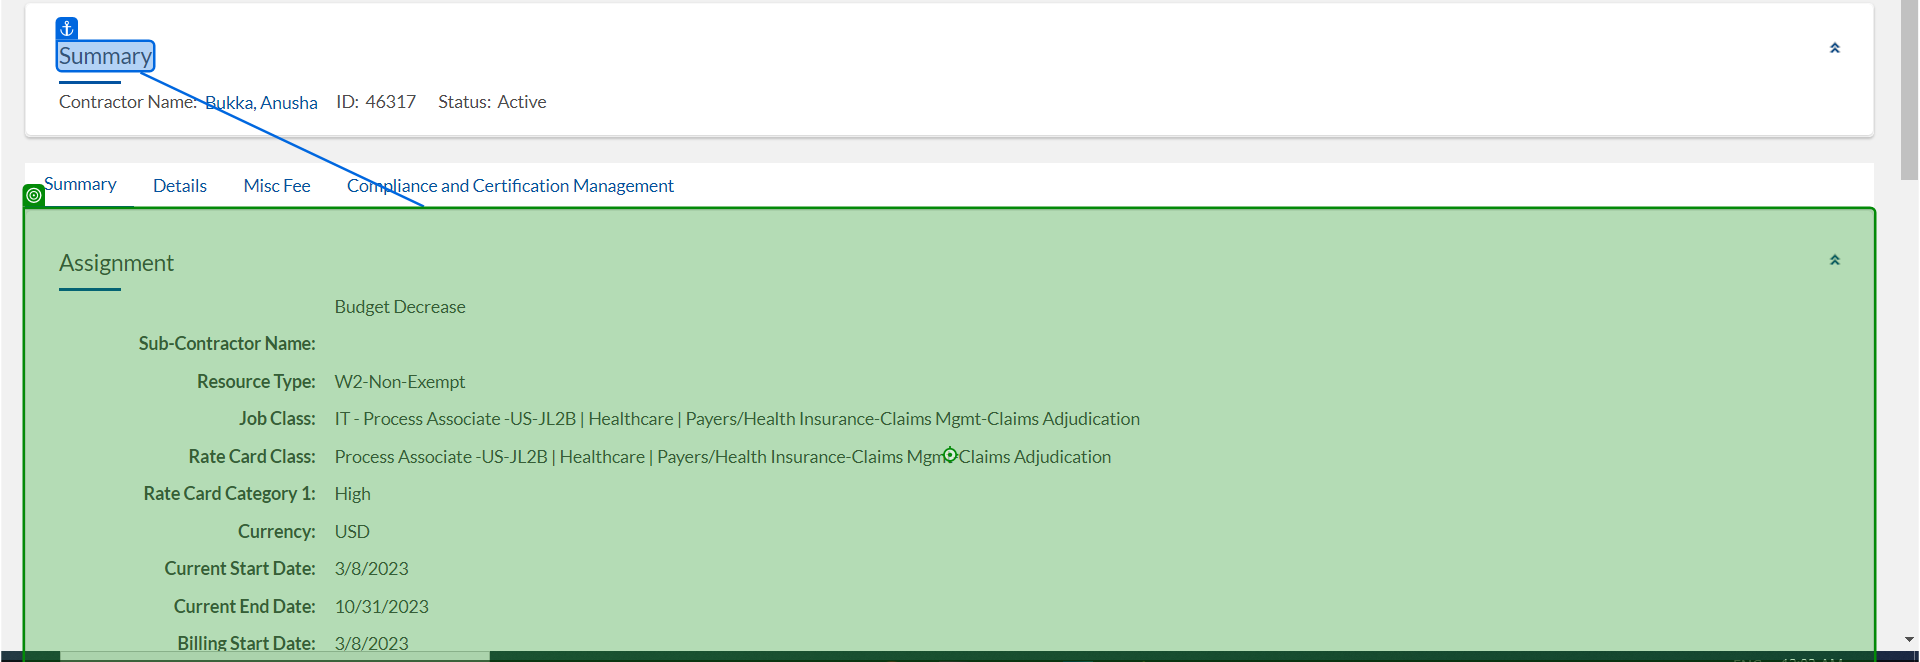 Summary
Contractor Name: Bukka, Anusha ID: 46317 Status: Active
Summary Details Misc Fee Compliance and Certification Management
Assignment
Budget Decrease
Sub-Contractor Name:
Resource Type: W2-Non-Exempt
Job Class: IT - Process Associate -US-JL2B | Healthcare | Payers/Health Insurance-Claims Mgmt-Claims Adjudication
Rate Card Class: Process Associate -US-JL2B | Healthcare | Payers/Health Insurance-Claims Mgmt-Claims Adjudication
Rate Card Category 1: High
Currency: USD
Current Start Date: 3/8/2023
Current End Date: 10/31/2023
Billing Start Date: 3/8/2023